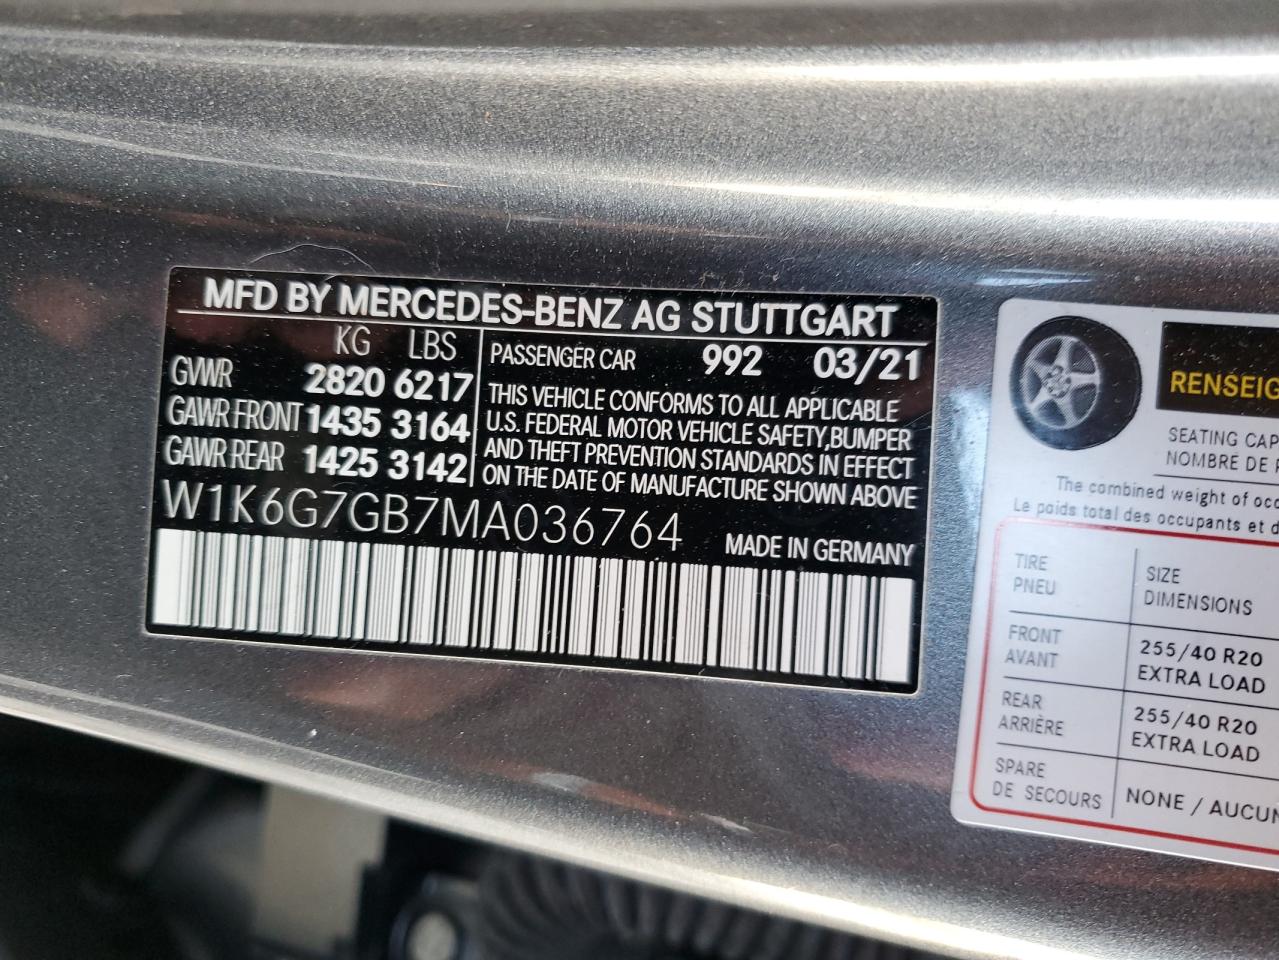 MFD BY MERCEDES-BENZ AG STUTTGART
KG LBS
GVWR 2820 6217
GAWR FRONT 1435 3164
GAWR REAR 1425 3142
PASSENGER CAR 992 03/21
THIS VEHICLE CONFORMS TO ALL APPLICABLE
U.S. FEDERAL MOTOR VEHICLE SAFETY,BUMPER
AND THEFT PREVENTION STANDARDS IN EFFECT
ON THE DATE OF MANUFACTURE SHOWN ABOVE
W1K6G7GB7MA036764
MADE IN GERMANY
RENSEIG
SEATING CAP
NOMBRE DE
The combined weight of occ
Le poids total des occupants et d
TIRE
PNEU
SIZE
DIMENSIONS
FRONT
AVANT
255/40 R20
EXTRA LOAD
REAR
ARRIÈRE
255/40 R20
EXTRA LOAD
SPARE
DE SECOURS
NONE / AUCUN